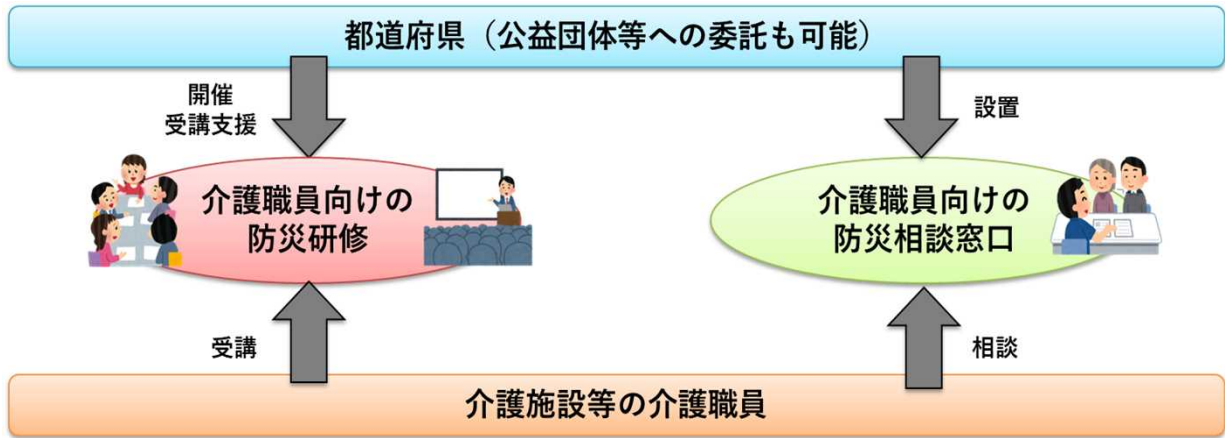 都道府県（公益団体等への委託も可能）
開催
受講支援
設置
介護職員向けの
防災研修
介護職員向けの
防災相談窓口
受講
相談
介護施設等の介護職員